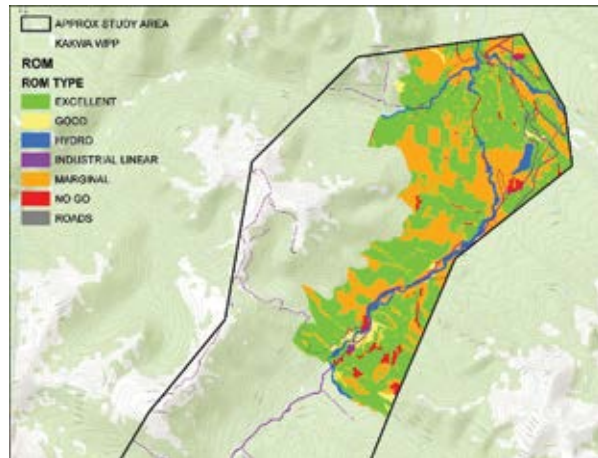 APPROX STUDY AREA
KAKWA WPP
ROM
ROM TYPE
EXCELLENT
GOOD
HYDRO
INDUSTRIAL LINEAR
MARGINAL
NO GO
ROADS